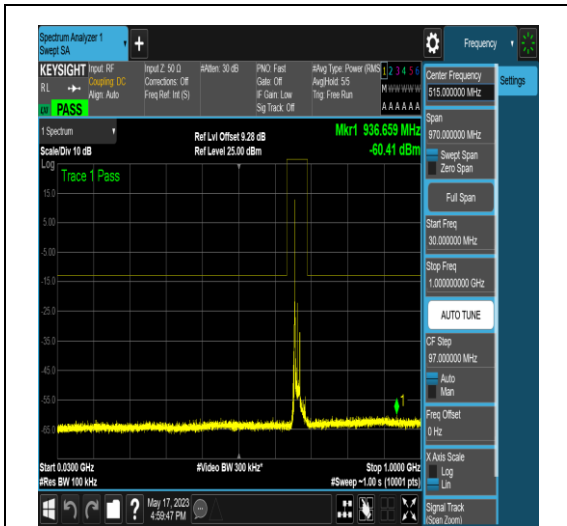 Spectrum Analyzer 1
Swept SA
+
Frequency
KEYSIGHT
RL
PASS
Input: RF
Coupling: DC
Align: Auto
Input Z: 50 Ω
Corrections: Off
Freq Ref: Int (S)
#Atten: 30 dB
PNO: Fast
Gate: Off
IF Gain: Low
Sig Track: Off
#Avg Type: Power (RMS
Avg|Hold: 5/5
Trig: Free Run
1 2 3 4 5 6
M W W W W W
A A A A A A
Center Frequency
515.000000 MHz
Settings
Span
970.000000 MHz
Swept Span
Zero Span
Full Span
Start Freq
30.000000 MHz
Stop Freq
1.000000000 GHz
AUTO TUNE
CF Step
97.000000 MHz
Auto
Man
Freq Offset
0 Hz
X Axis Scale
Log
Lin
Signal Track
(Span Zoom)
1 Spectrum
Scale/Div 10 dB
Ref Lvl Offset 9.28 dB
Ref Level 25.00 dBm
Mkr1 936.659 MHz
-60.41 dBm
Log
Trace 1 Pass
15.0
5.00
-5.00
-15.0
-25.0
-35.0
-45.0
-55.0
-65.0
1
Start 0.0300 GHz
#Res BW 100 kHz
#Video BW 300 kHz*
Stop 1.0000 GHz
#Sweep ~1.00 s (10001 pts)
?
May 17, 2023
4:59:47 PM